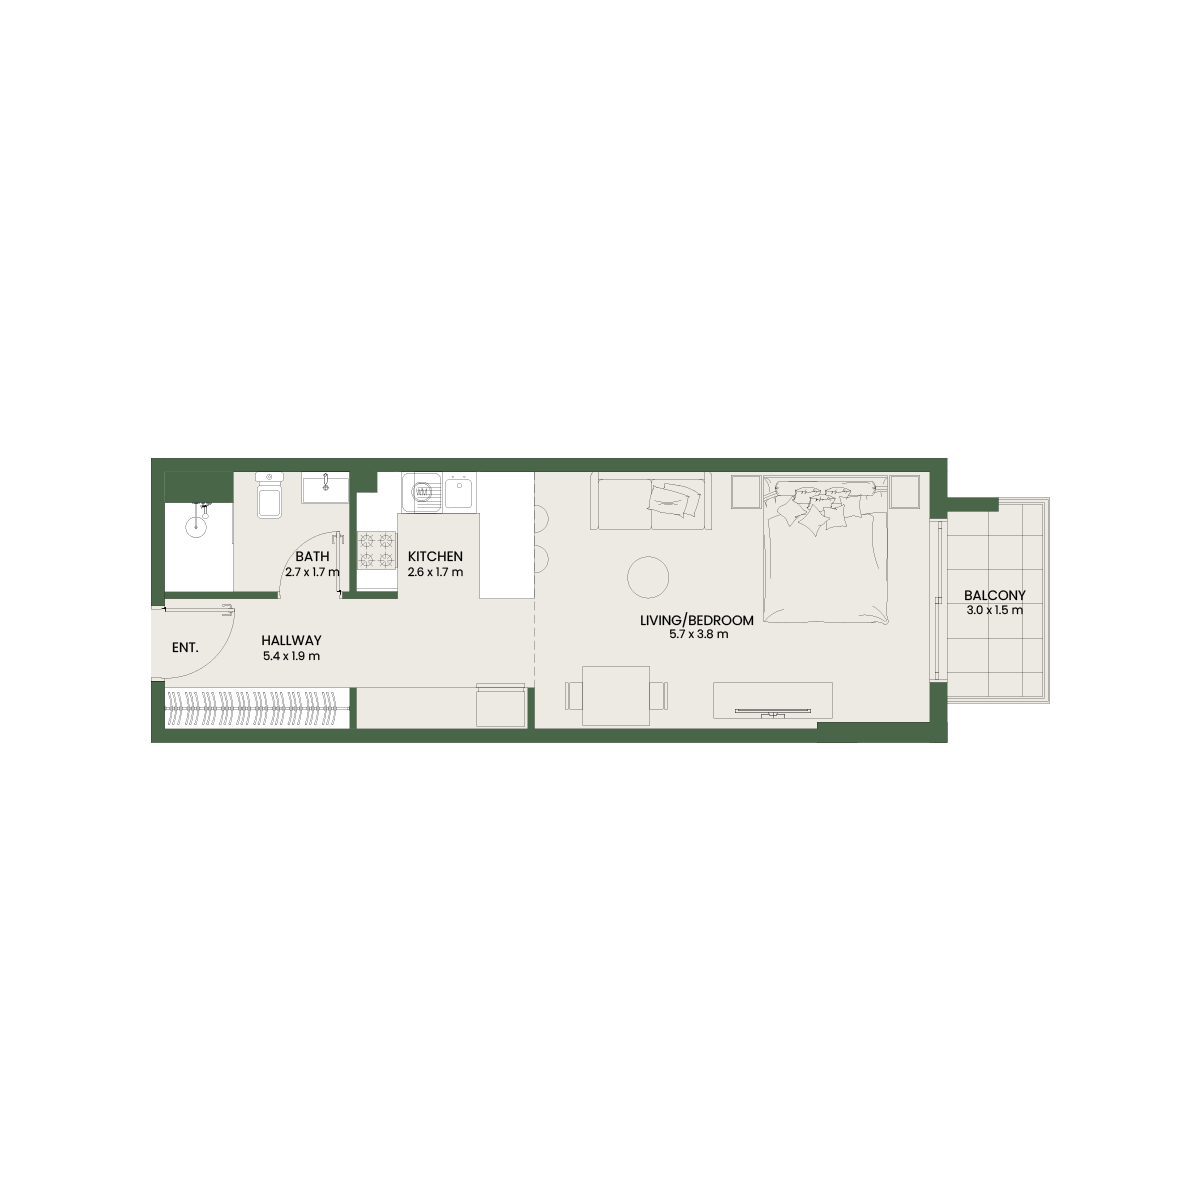 BATH
2.7 x 1.7 m
WM
KITCHEN
2.6 x 1.7 m
ENT.
HALLWAY
5.4 x 1.9 m
LIVING/BEDROOM
5.7 x 3.8 m
BALCONY
3.0 x 1.5 m